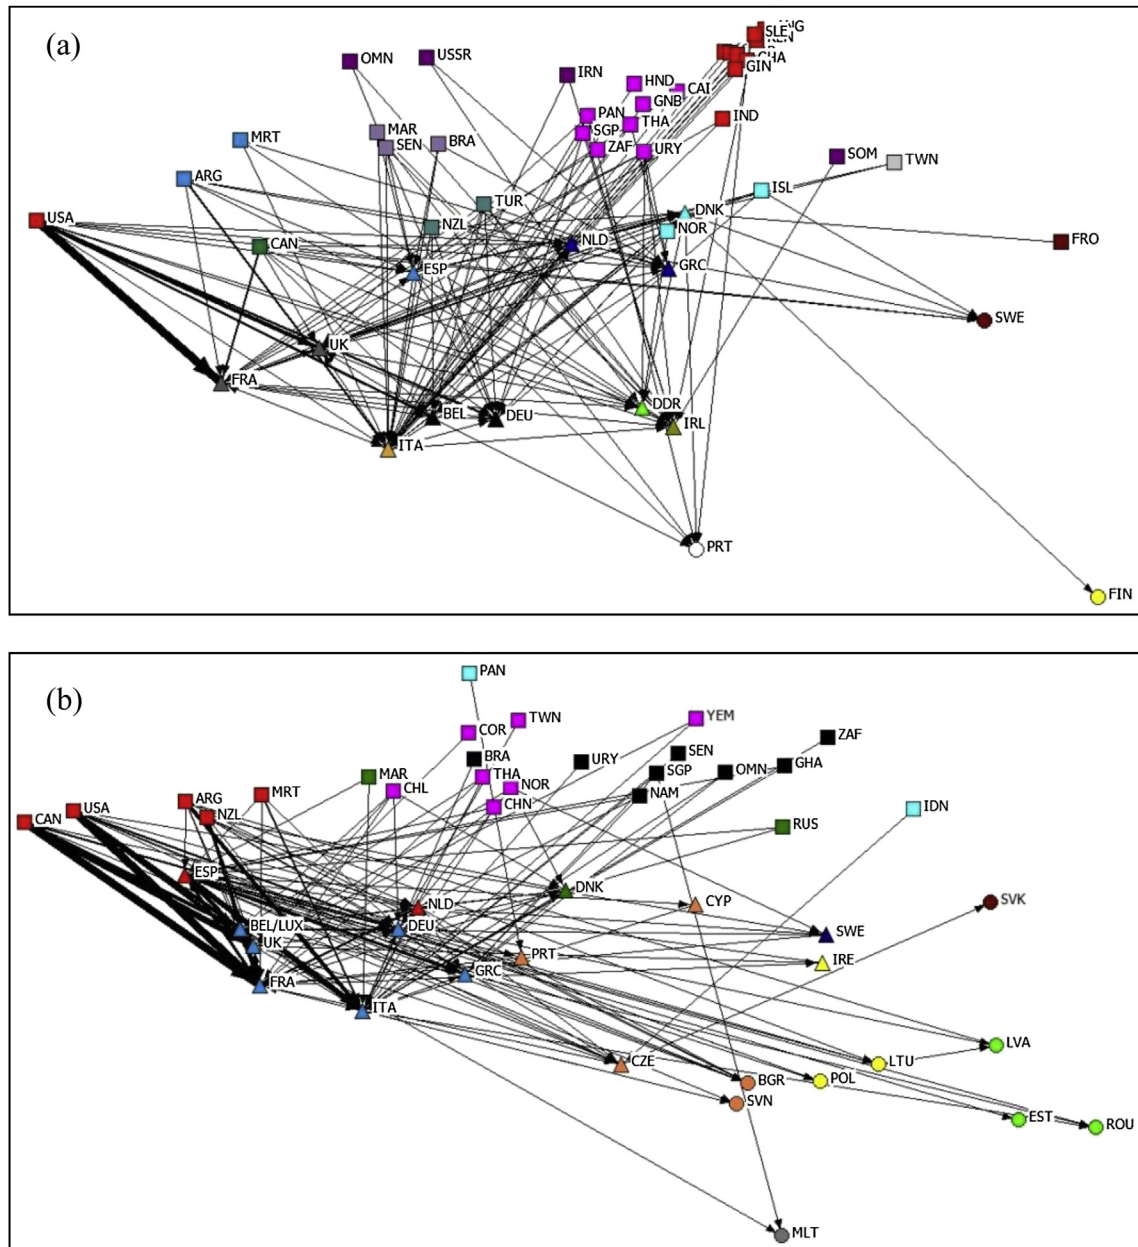 (a)
OMN
USSR
IRN
HND
CAI
GNB
PAN
THA
SGP
ZAF
URY
SLE
GIN
IND
MRT
MAR
SEN
BRA
ARG
USA
TUR
NZL
CAN
ESP
NLD
DNK
NOR
GRC
ISL
SOM
TWN
FRO
SWE
UK
FRA
BEL
DEU
ITA
DDR
IRL
PRT
FIN
(b)
PAN
COR
TWN
BRA
YEM
URY
SEN
SGP
OMN
GHA
ZAF
THA
NOR
CHN
NAM
MAR
CHL
MRT
ARG
NZL
USA
CAN
IDN
RUS
ESP
NLD
DNK
CYP
SVK
BEL/LUX
UK
DEU
SWE
IRE
PRT
GRC
FRA
ITA
LVA
LTU
CZE
BGR
POL
SVN
EST
ROU
MLT